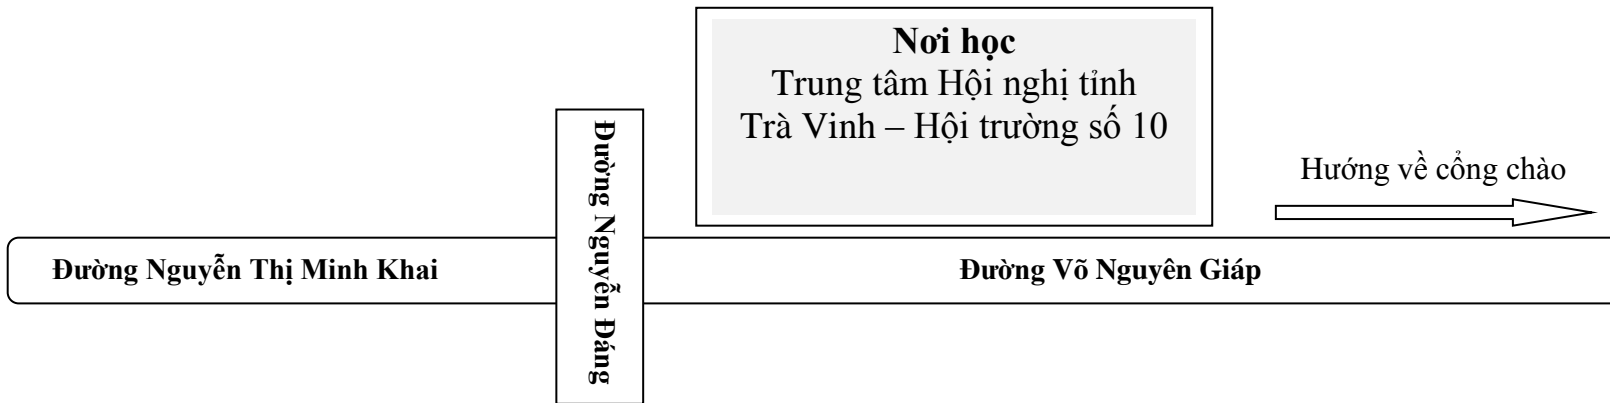 Nơi học
Trung tâm Hội nghị tỉnh
Trà Vinh – Hội trường số 10
Hướng về cổng chào
Đường Nguyễn Thị Minh Khai
Đường Nguyễn Đáng
Đường Võ Nguyên Giáp